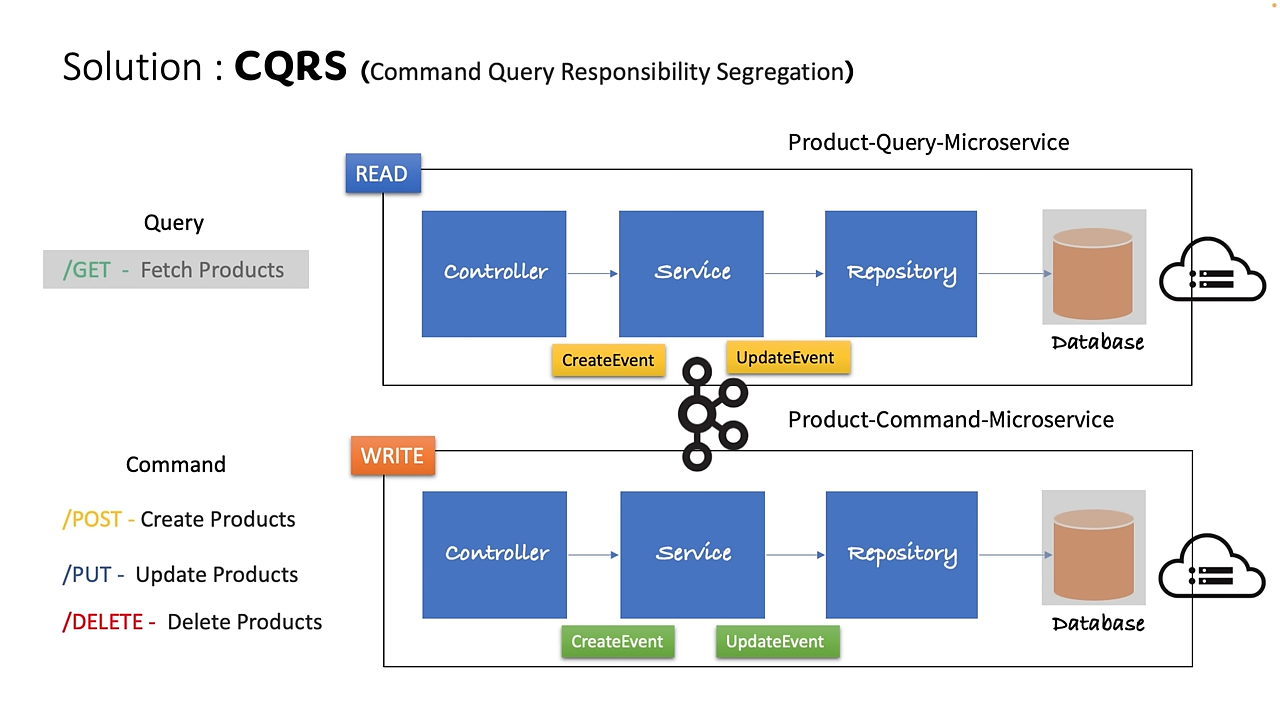 Solution : CQRS (Command Query Responsibility Segregation)
Product-Query-Microservice
READ
Query
/GET - Fetch Products
Controller
Service
Repository
Database
CreateEvent
UpdateEvent
Product-Command-Microservice
WRITE
Command
/POST - Create Products
/PUT - Update Products
/DELETE - Delete Products
Controller
Service
Repository
Database
CreateEvent
UpdateEvent